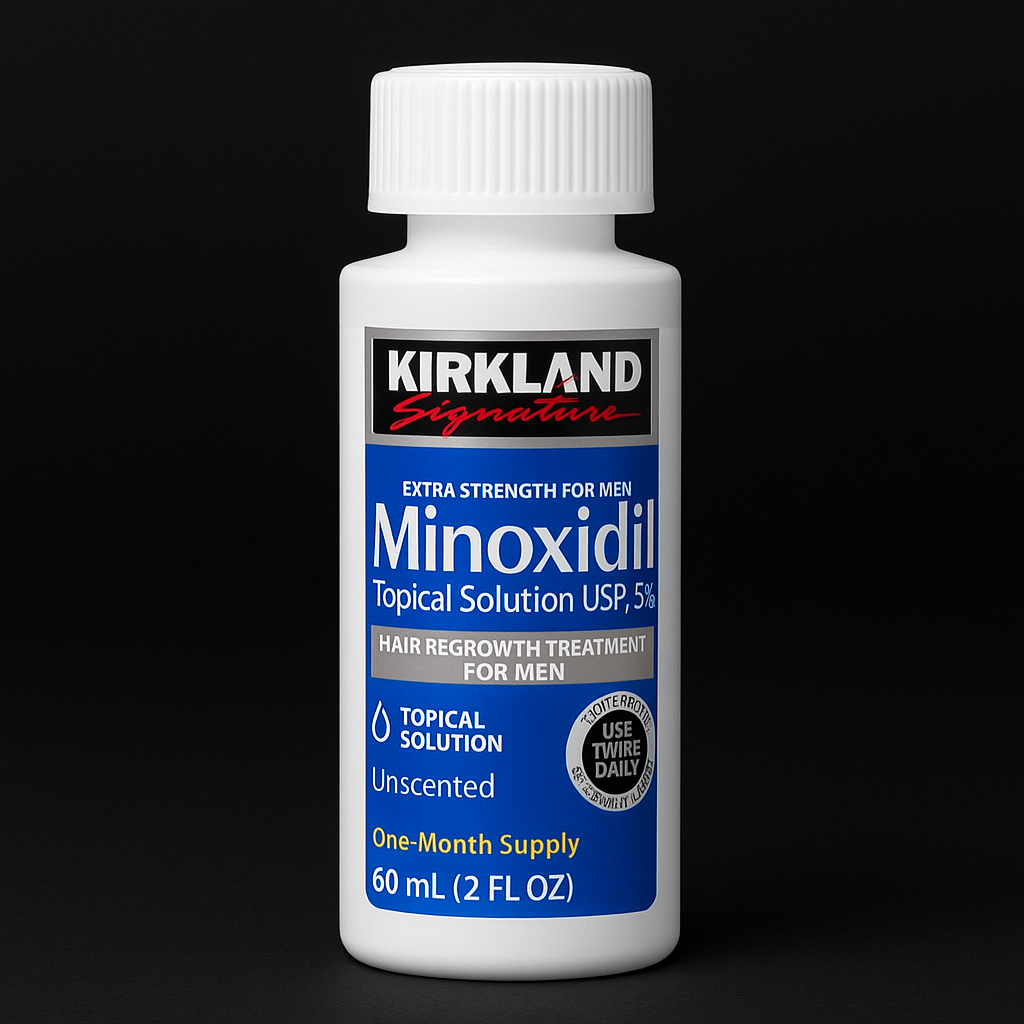 KIRKLAND
Signature
EXTRA STRENGTH FOR MEN
Minoxidil
Topical Solution USP, 5%
HAIR REGROWTH TREATMENT
FOR MEN
TOPICAL
SOLUTION
USE
TWIRE
DAILY
Unscented
One-Month Supply
60 mL (2 FL OZ)